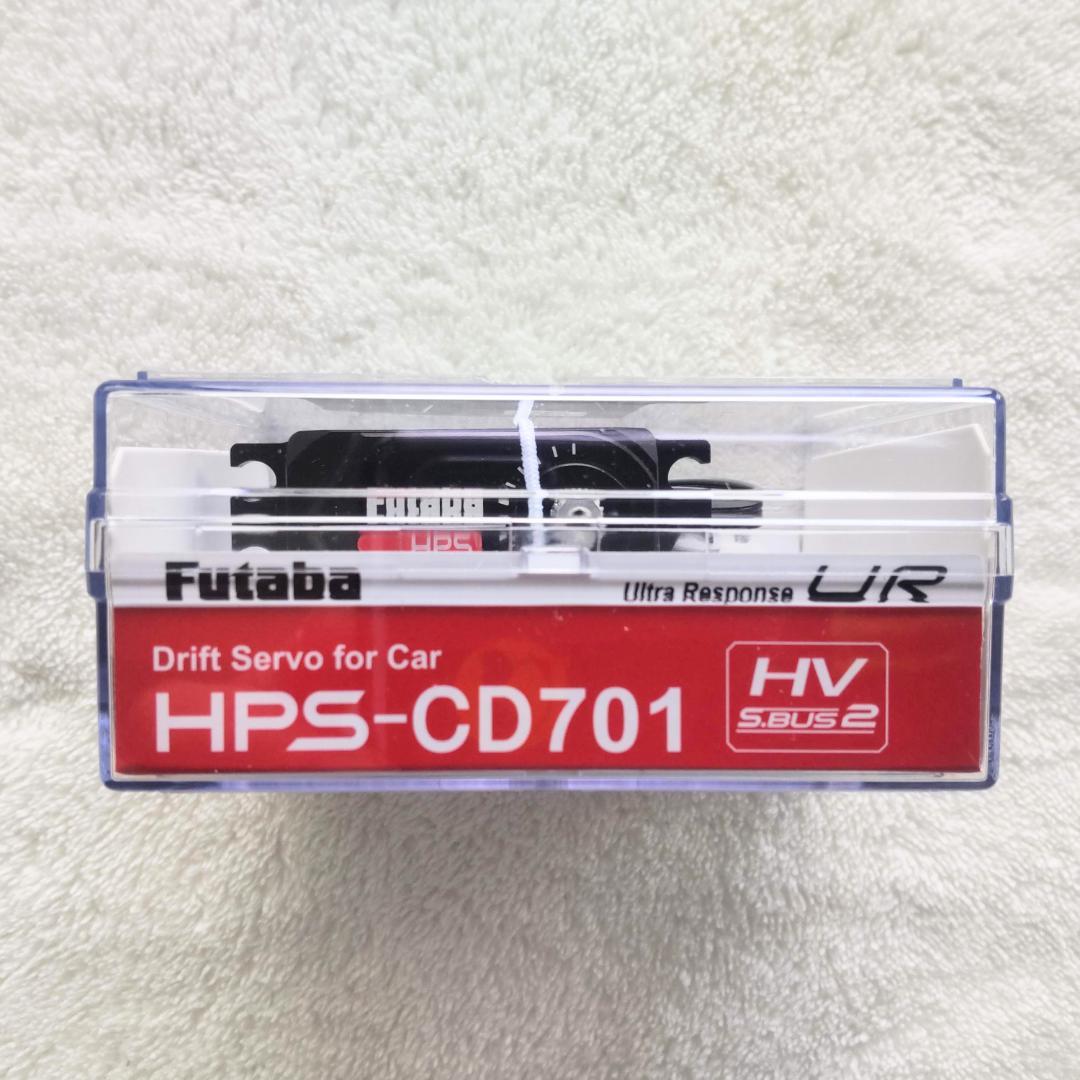 Futaba
HPS
Futaba
Ultra Response UR
Drift Servo for Car
HPS-CD701
HV
S.BUS2